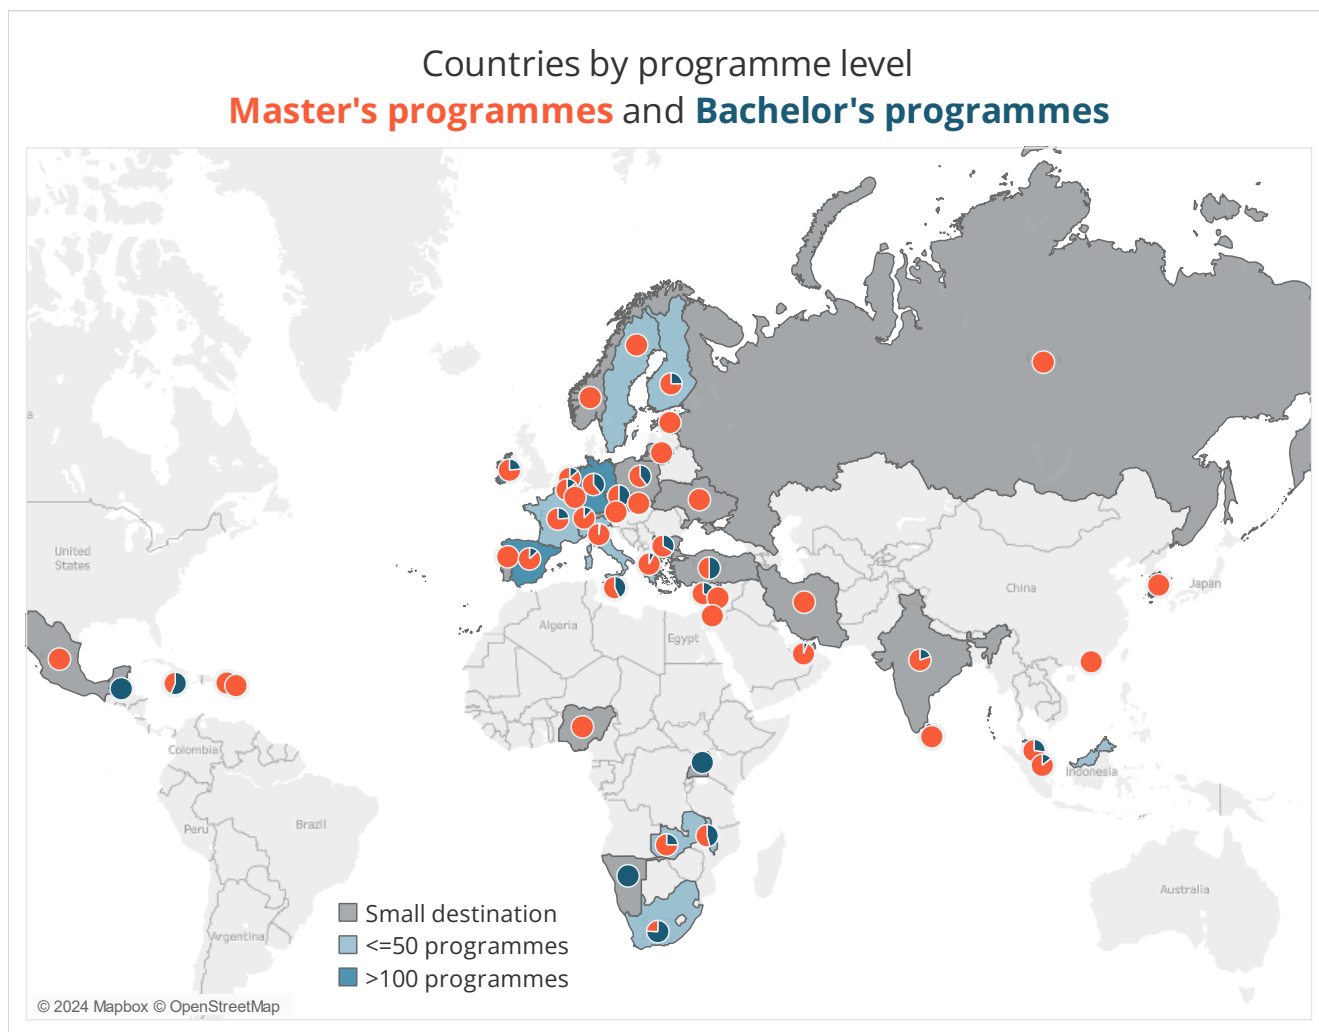 Countries by programme level
Master's programmes and Bachelor's programmes
United
States
China
Japan
Algeria
Egypt
Colombia
Indonesia
Peru
Brazil
Australia
Argentina
Small destination
<=50 programmes
>100 programmes
© 2024 Mapbox © OpenStreetMap